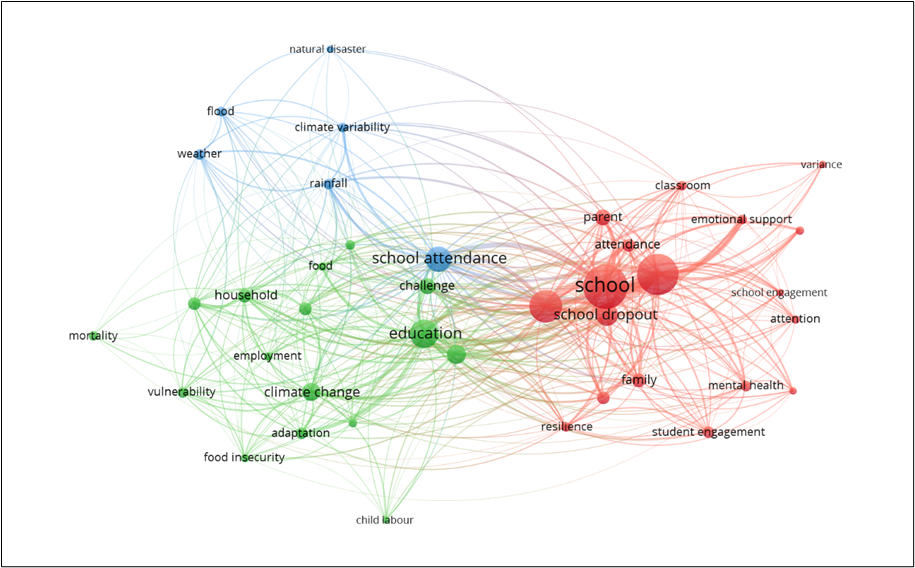 natural disaster
flood
climate variability
weather
variance
rainfall
classroom
parent
emotional support
attendance
school attendance
food
challenge
school
school engagement
household
school dropout
attention
mortality
education
employment
family
mental health
vulnerability
climate change
resilience
student engagement
adaptation
food insecurity
child labour